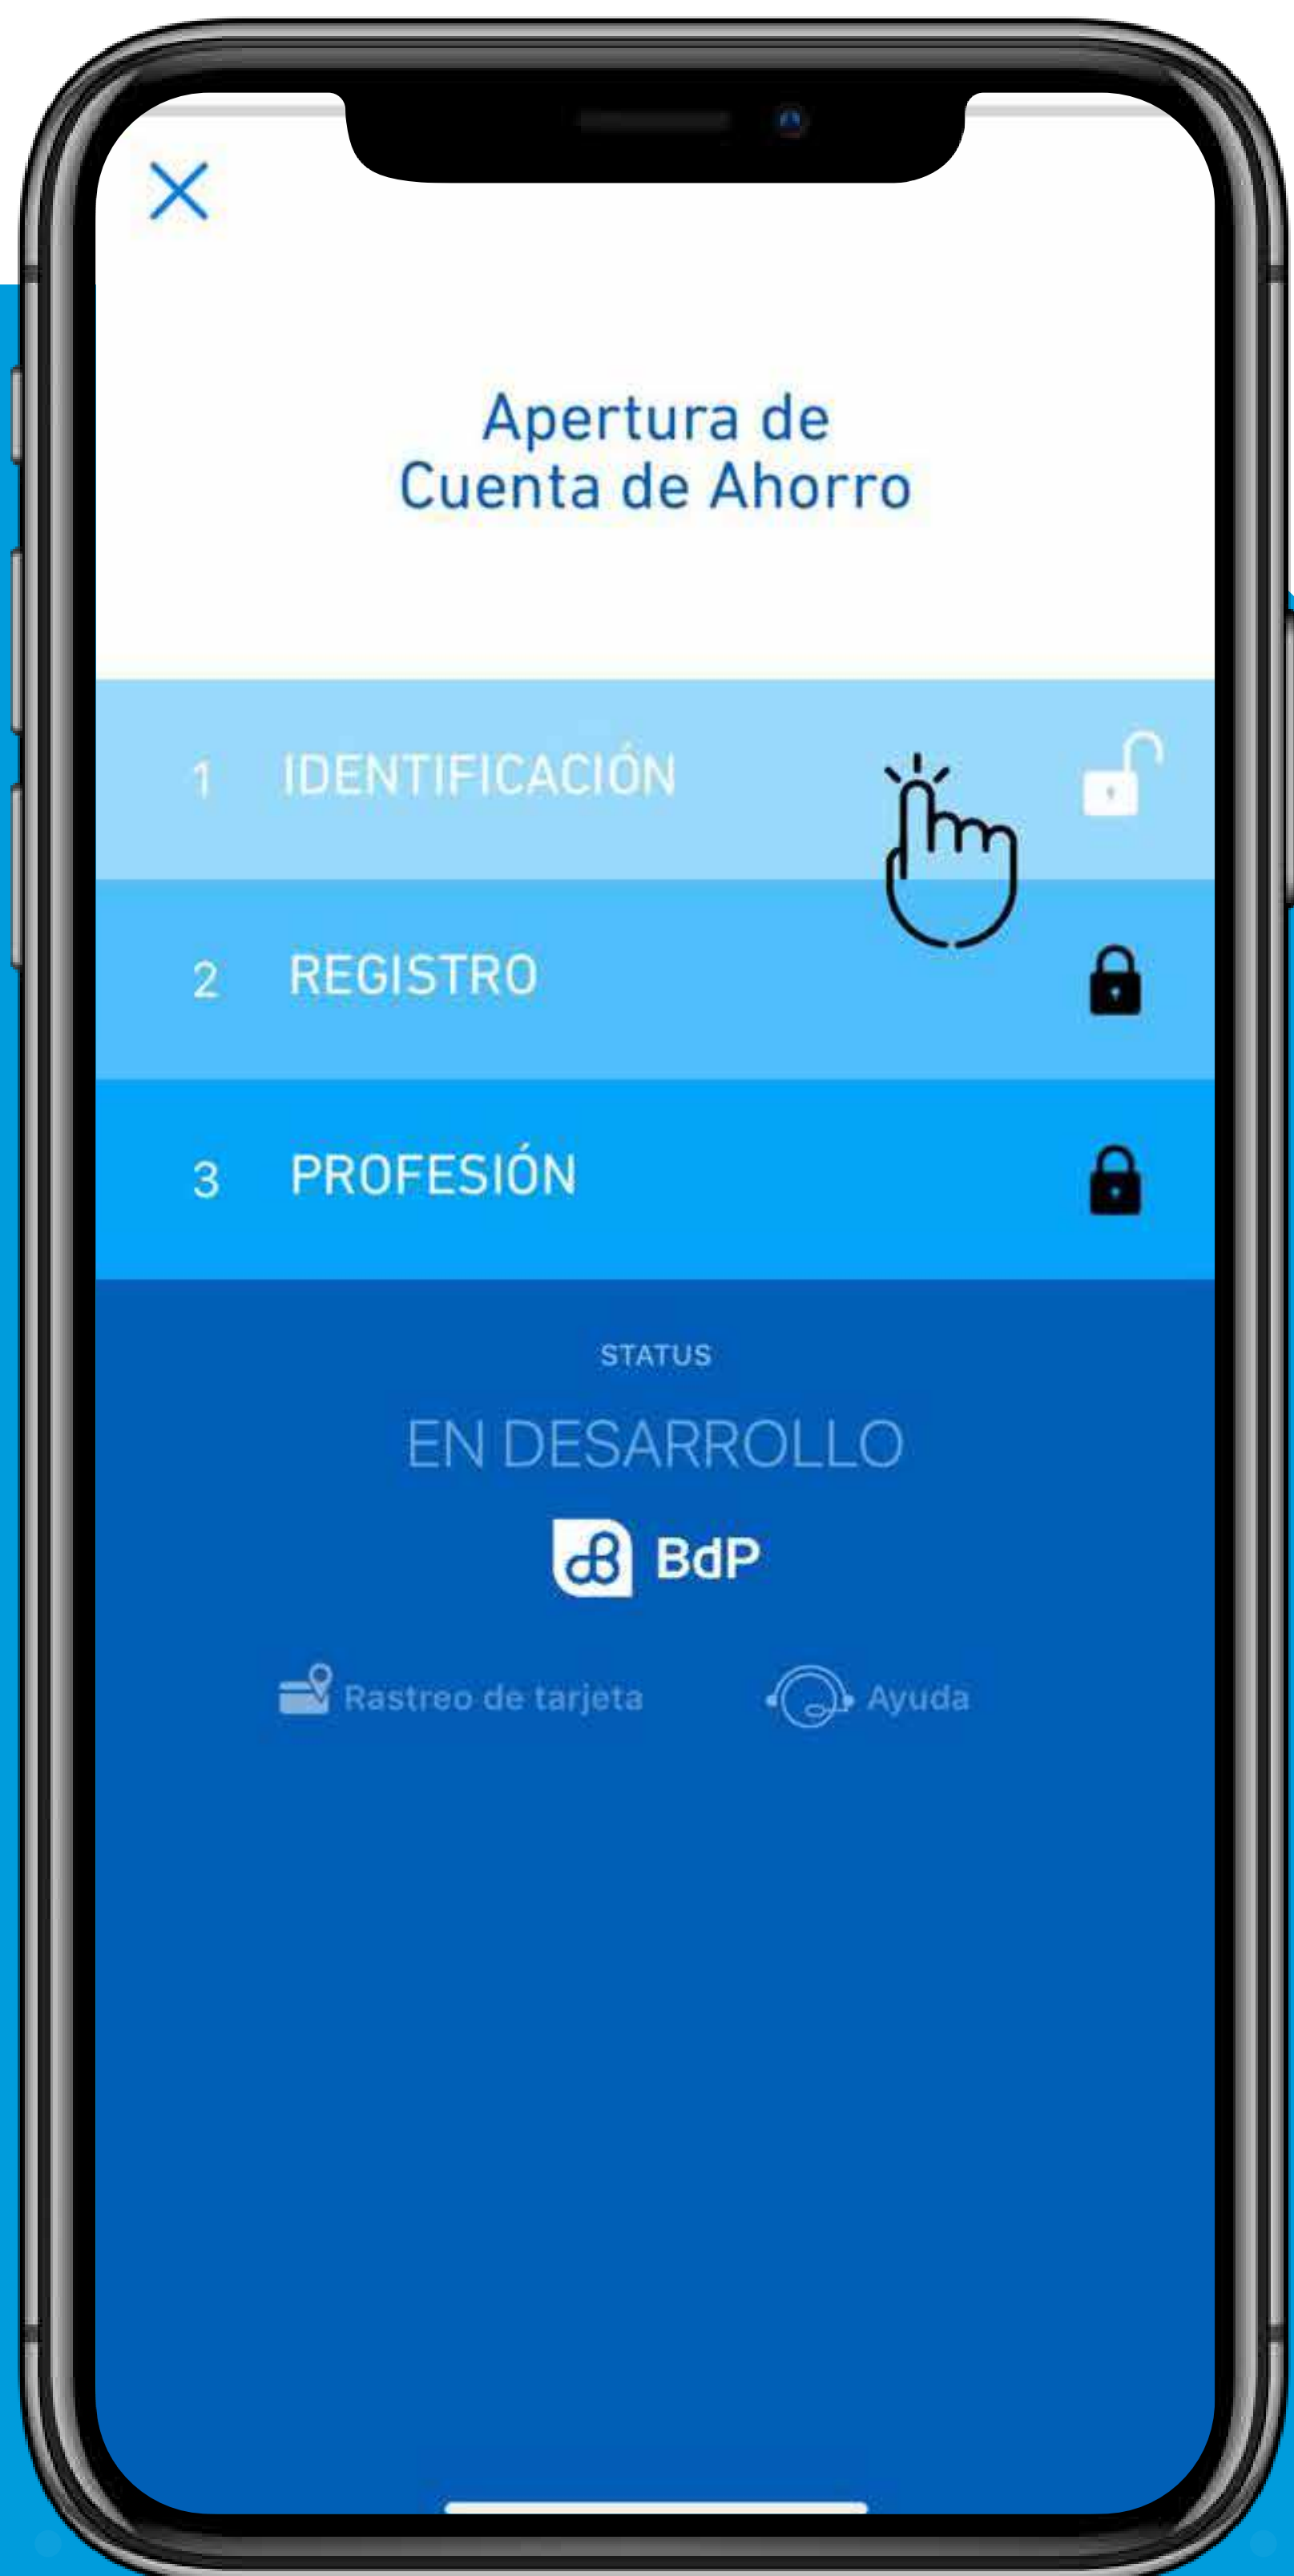 Apertura de
Cuenta de Ahorro
1 IDENTIFICACIÓN
2 REGISTRO
3 PROFESIÓN
STATUS
EN DESARROLLO
BdP
Rastreo de tarjeta Ayuda